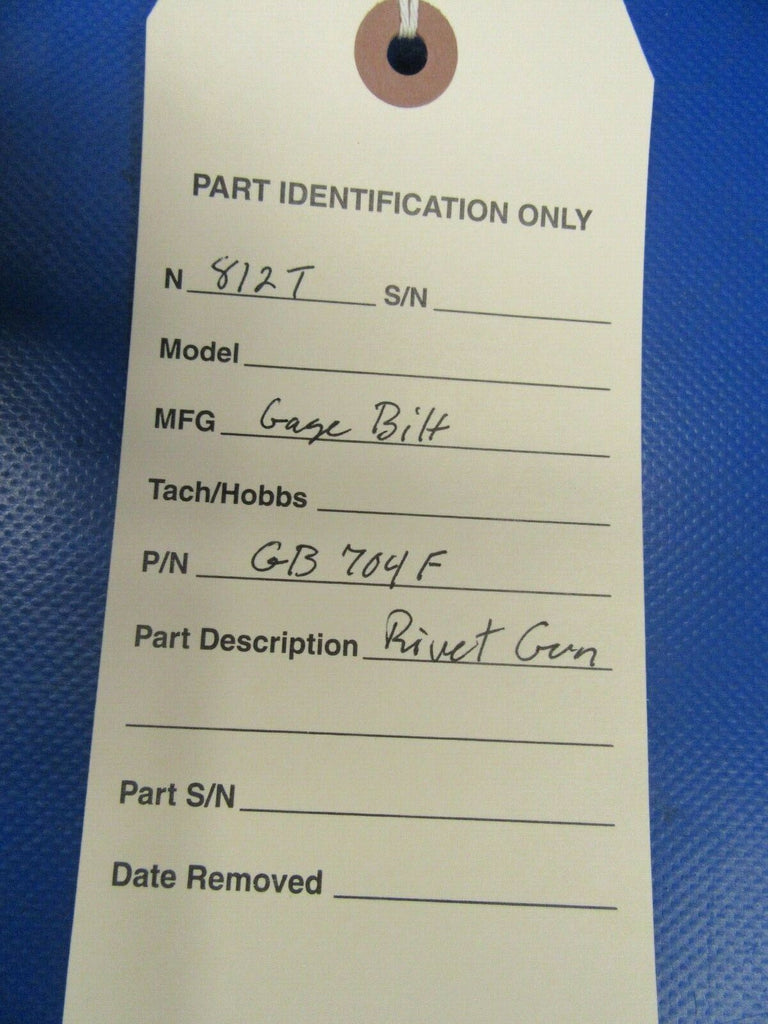 PART IDENTIFICATION ONLY
N 812T S/N
Model
MFG Gage Bilt
Tach/Hobbs
P/N GB 704F
Part Description Rivet Gun
Part S/N
Date Removed